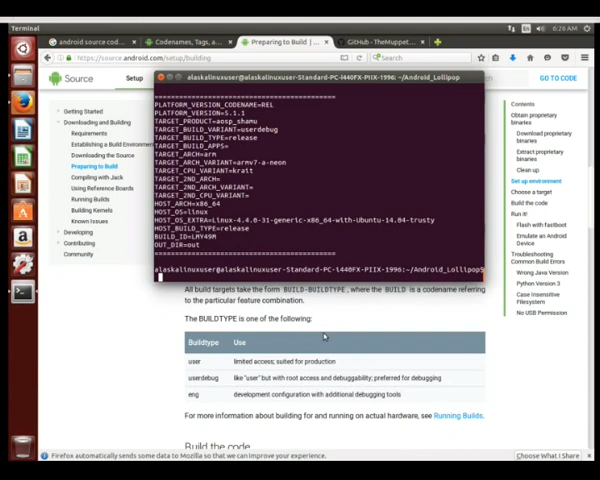 Terminal
6:26 AM
android source cod...
Codenames, Tags, a...
Preparing to Build |...
GitHub - TheMuppet...
https://source.android.com/setup/building
Search
Source
Setup
GO TO CODE
alaskalinuxuser@alaskalinuxuser-Standard-PC-i440FX-PIIX-1996: ~/Android_Lollipop
============================================
PLATFORM_VERSION_CODENAME=REL
PLATFORM_VERSION=5.1.1
TARGET_PRODUCT=aosp_shamu
TARGET_BUILD_VARIANT=userdebug
TARGET_BUILD_TYPE=release
TARGET_BUILD_APPS=
TARGET_ARCH=arm
TARGET_ARCH_VARIANT=armv7-a-neon
TARGET_CPU_VARIANT=krait
TARGET_2ND_ARCH=
TARGET_2ND_ARCH_VARIANT=
TARGET_2ND_CPU_VARIANT=
HOST_ARCH=x86_64
HOST_OS=linux
HOST_OS_EXTRA=Linux-4.4.0-31-generic-x86_64-with-Ubuntu-14.04-trusty
HOST_BUILD_TYPE=release
BUILD_ID=LMY49M
OUT_DIR=out
============================================
alaskalinuxuser@alaskalinuxuser-Standard-PC-i440FX-PIIX-1996:~/Android_Lollipop$
Getting Started
Downloading and Building
Requirements
Establishing a Build Environment
Downloading the Source
Preparing to Build
Compiling with Jack
Using Reference Boards
Running Builds
Building Kernels
Known Issues
Developing
Contributing
Community
All build targets take the form BUILD-BUILDTYPE, where the BUILD is a codename referring
to the particular feature combination.
The BUILDTYPE is one of the following:
Buildtype Use
user limited access; suited for production
userdebug like "user" but with root access and debuggability; preferred for debugging
eng development configuration with additional debugging tools
For more information about building for and running on actual hardware, see Running Builds.
Build the code
Contents
Obtain proprietary
binaries
Download proprietary
binaries
Extract proprietary
binaries
Clean up
Set up environment
Choose a target
Build the code
Run it!
Flash with fastboot
Emulate an Android
Device
Troubleshooting
Common Build Errors
Wrong Java Version
Python Version 3
Case Insensitive
Filesystem
No USB Permission
Firefox automatically sends some data to Mozilla so that we can improve your experience.
Choose What I Share